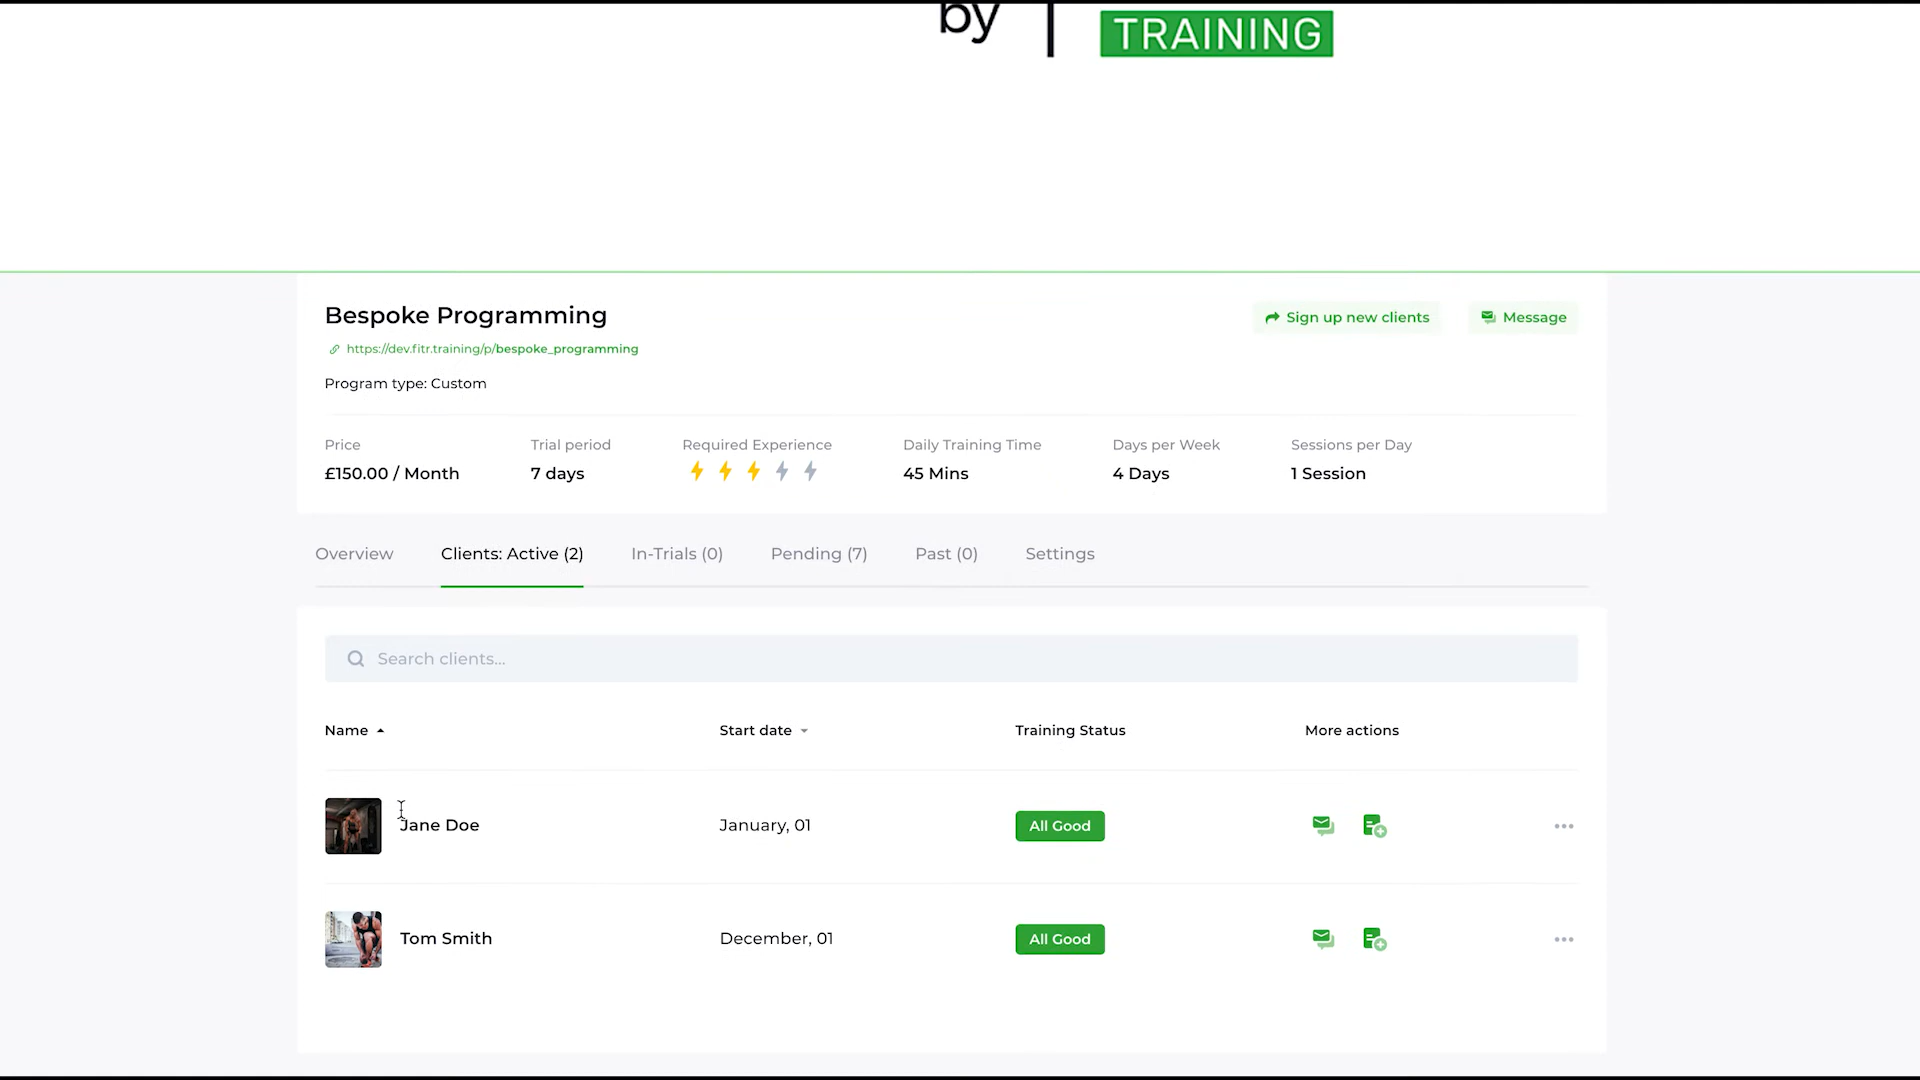 by
TRAINING
Bespoke Programming
Sign up new clients
Message
https://dev.fitr.training/p/bespoke_programming
Program type: Custom
Price
Trial period
Required Experience
Daily Training Time
Days per Week
Sessions per Day
£150.00 / Month
7 days
45 Mins
4 Days
1 Session
Overview
Clients: Active (2)
In-Trials (0)
Pending (7)
Past (0)
Settings
Search clients...
Name
Start date
Training Status
More actions
Jane Doe
January, 01
All Good
Tom Smith
December, 01
All Good